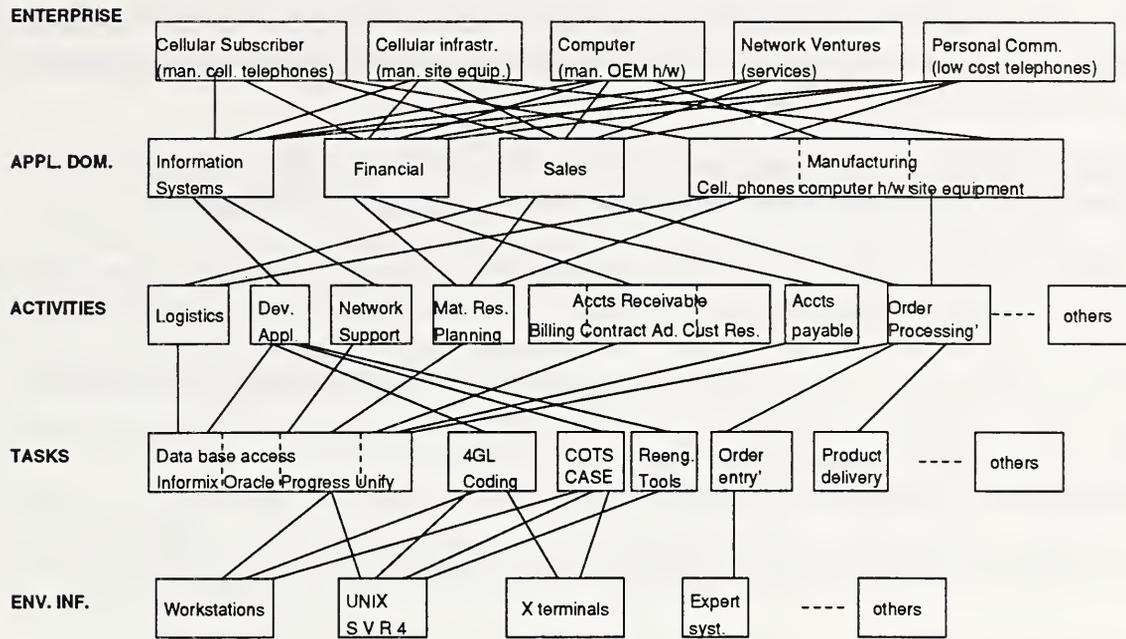 ENTERPRISE
Cellular Subscriber
(man. cell. telephones)
Cellular infrastr.
(man. site equip.)
Computer
(man. OEM h/w)
Network Ventures
(services)
Personal Comm.
(low cost telephones)
APPL. DOM.
Information
Systems
Financial
Sales
Manufacturing
Cell. phones computer h/w site equipment
ACTIVITIES
Logistics
Dev.
Appl.
Network
Support
Mat. Res.
Planning
Accts Receivable
Billing Contract Ad. Cust Res.
Accts
payable
Order
Processing'
others
TASKS
Data base access
Informix Oracle Progress Unify
4GL
Coding
COTS
CASE
Reeng.
Tools
Order
entry'
Product
delivery
others
ENV. INF.
Workstations
UNIX
S V R 4
X terminals
Expert
syst.
others